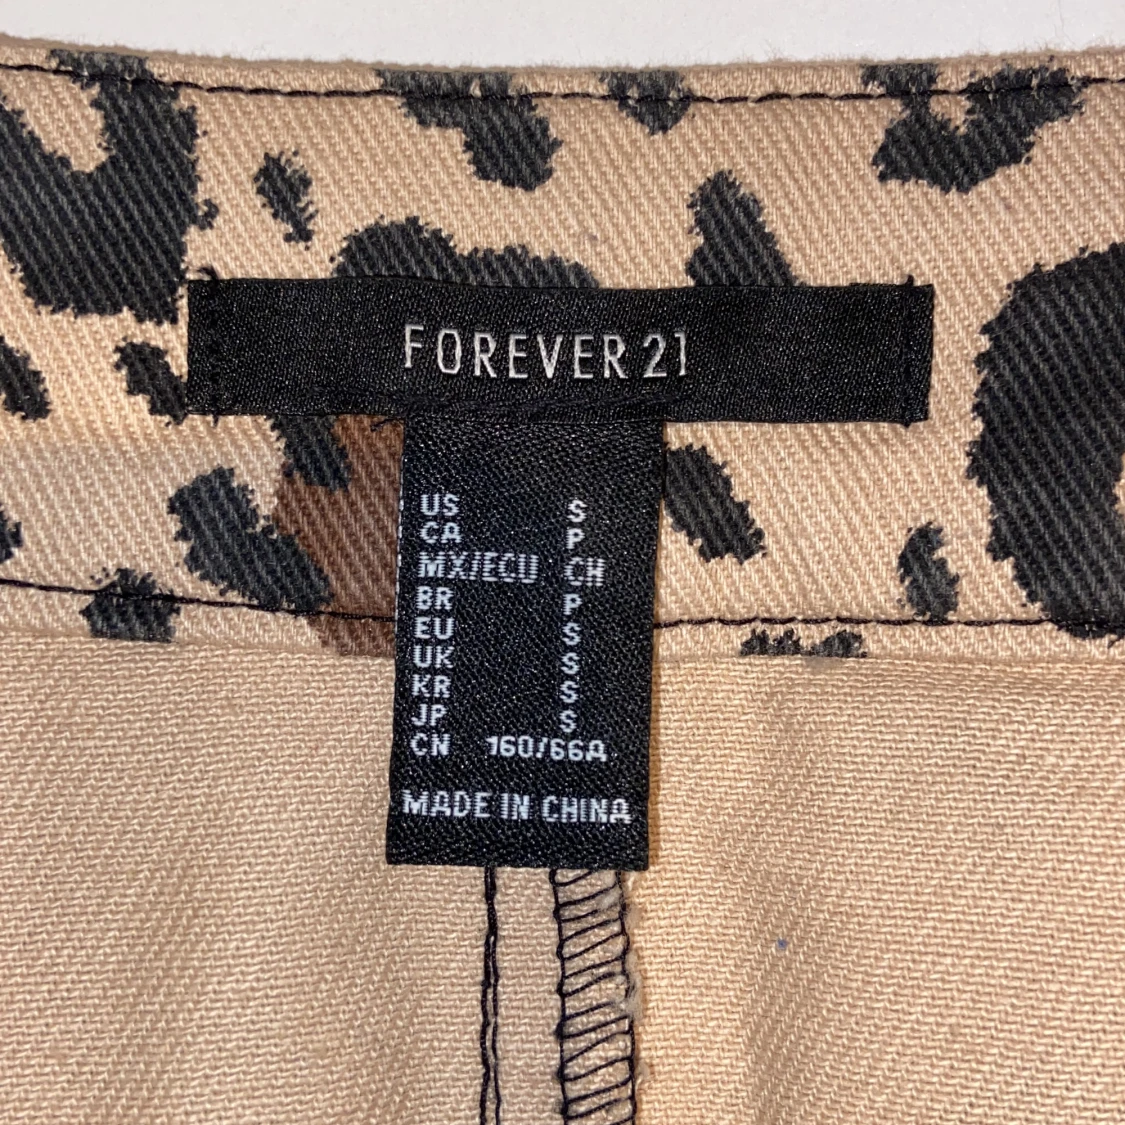 FOREVER 21
US S
CA P
MX/ECU CH
BR P
EU S
UK S
KR S
JP S
CN 160/66A
MADE IN CHINA